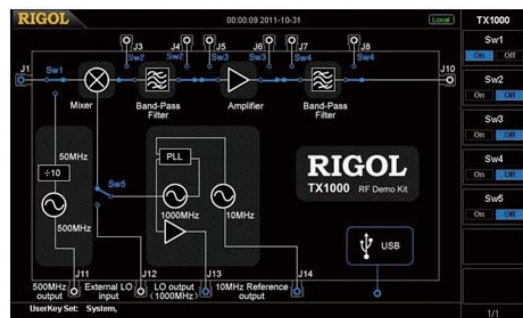 RIGOL
00:00:09 2011-10-31
Local
TX1000
J3
J4
J5
J6
J7
J8
Sw2
Sw2
Sw3
Sw3
Sw4
Sw4
J1
Sw1
J10
Mixer
Band-Pass
Filter
Amplifier
Band-Pass
Filter
50MHz
÷10
500MHz
Sw5
PLL
1000MHz
10MHz
RIGOL
TX1000 RF Demo Kit
USB
J11
J12
J13
J14
500MHz
output
External LO
input
LO output
(1000MHz)
10MHz Reference
output
UserKey Set: System,
Sw1
On Off
Sw2
On Off
Sw3
On Off
Sw4
On Off
Sw5
On Off
1/1